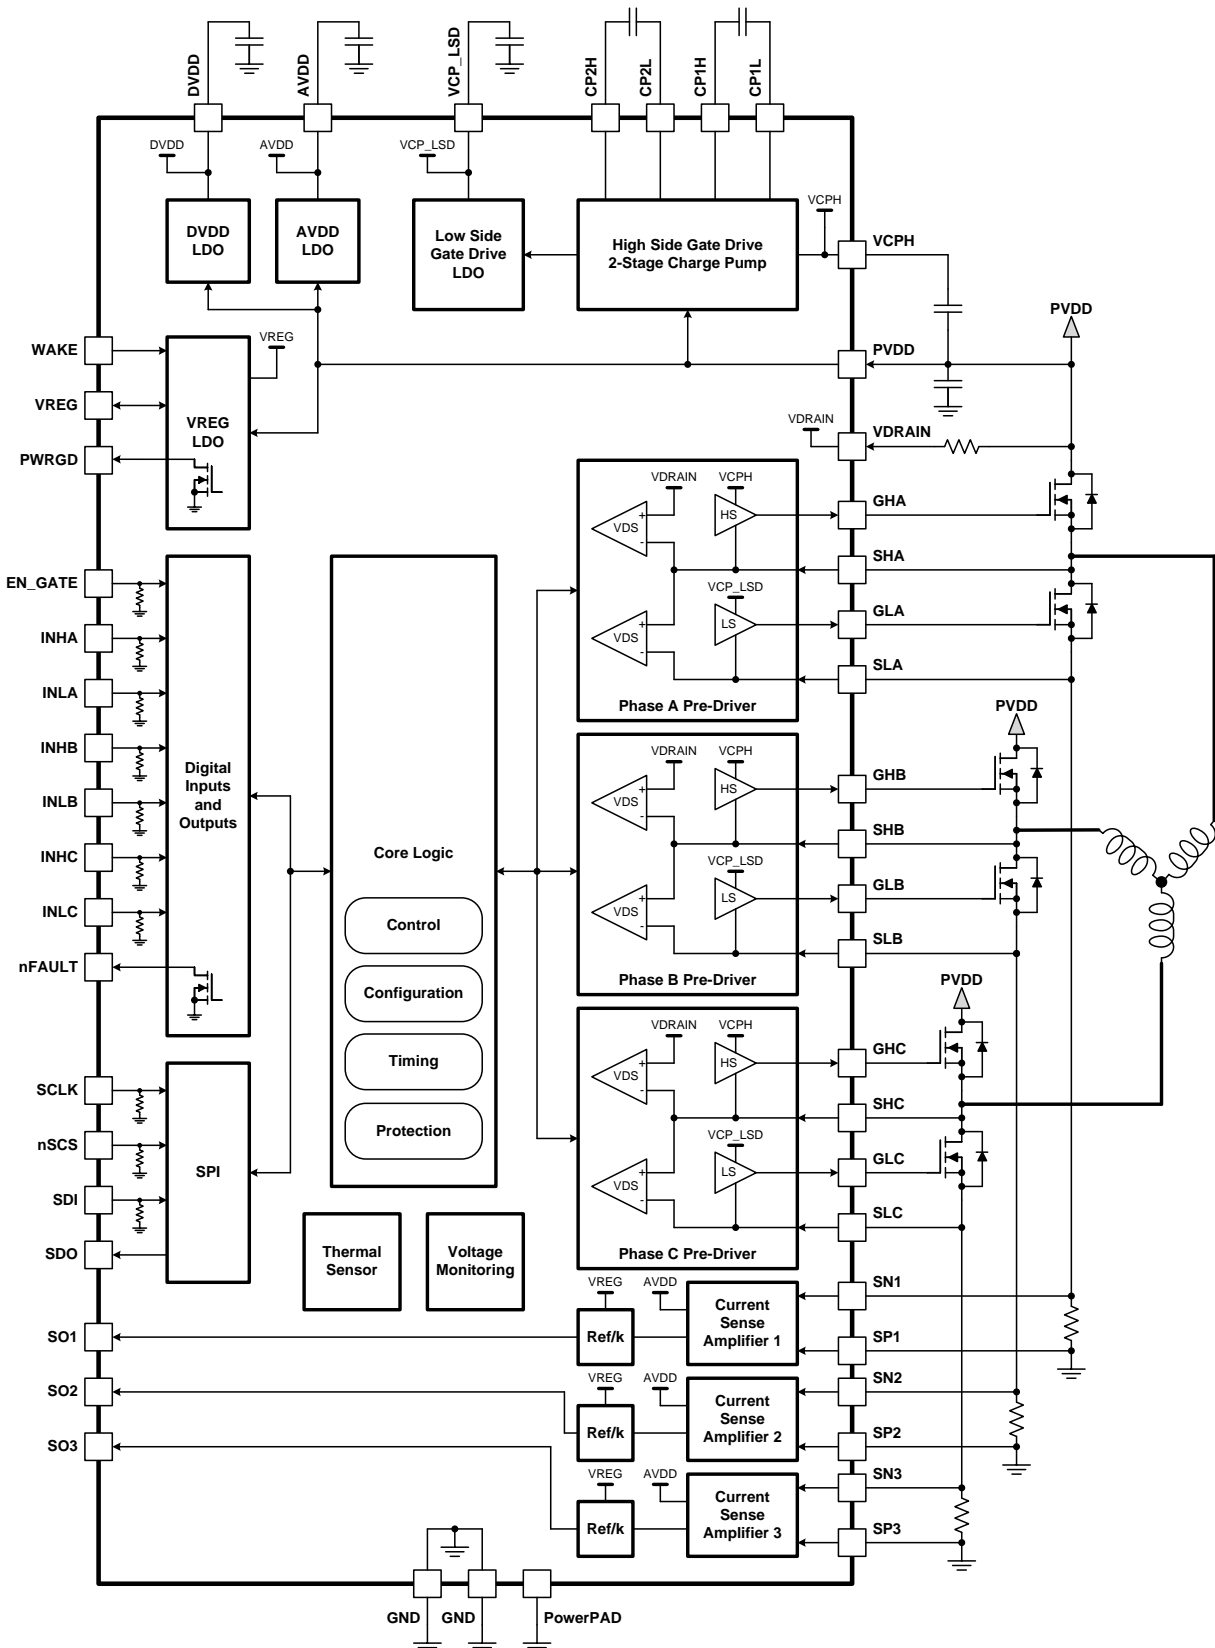 DVDD
AVDD
VCP_LSD
CP2H
CP2L
CP1H
CP1L
DVDD
AVDD
VCP_LSD
VCPH
DVDD
LDO
AVDD
LDO
Low Side
Gate Drive
LDO
High Side Gate Drive
2-Stage Charge Pump
VCPH
PVDD
WAKE
VREG
PVDD
VREG
VREG
LDO
VDRAIN
VDRAIN
PWRGD
VDRAIN
VCPH
GHA
+
VDS
-
HS
SHA
EN_GATE
VCP_LSD
GLA
+
VDS
-
LS
INHA
SLA
INLA
Phase A Pre-Driver
PVDD
INHB
VDRAIN
VCPH
Digital
Inputs
and
Outputs
GHB
+
VDS
-
HS
INLB
SHB
Core Logic
INHC
VCP_LSD
GLB
+
VDS
-
LS
INLC
Control
SLB
nFAULT
Phase B Pre-Driver
PVDD
Configuration
VDRAIN
VCPH
GHC
+
VDS
-
HS
Timing
SCLK
SHC
Protection
nSCS
VCP_LSD
GLC
SPI
+
VDS
-
LS
SDI
SLC
SDO
Thermal
Sensor
Voltage
Monitoring
Phase C Pre-Driver
VREG
AVDD
SN1
Current
Sense
Amplifier 1
SO1
Ref/k
SP1
VREG
AVDD
SN2
SO2
Current
Sense
Amplifier 2
Ref/k
SP2
SO3
VREG
AVDD
SN3
Current
Sense
Amplifier 3
Ref/k
SP3
GND
GND
PowerPAD